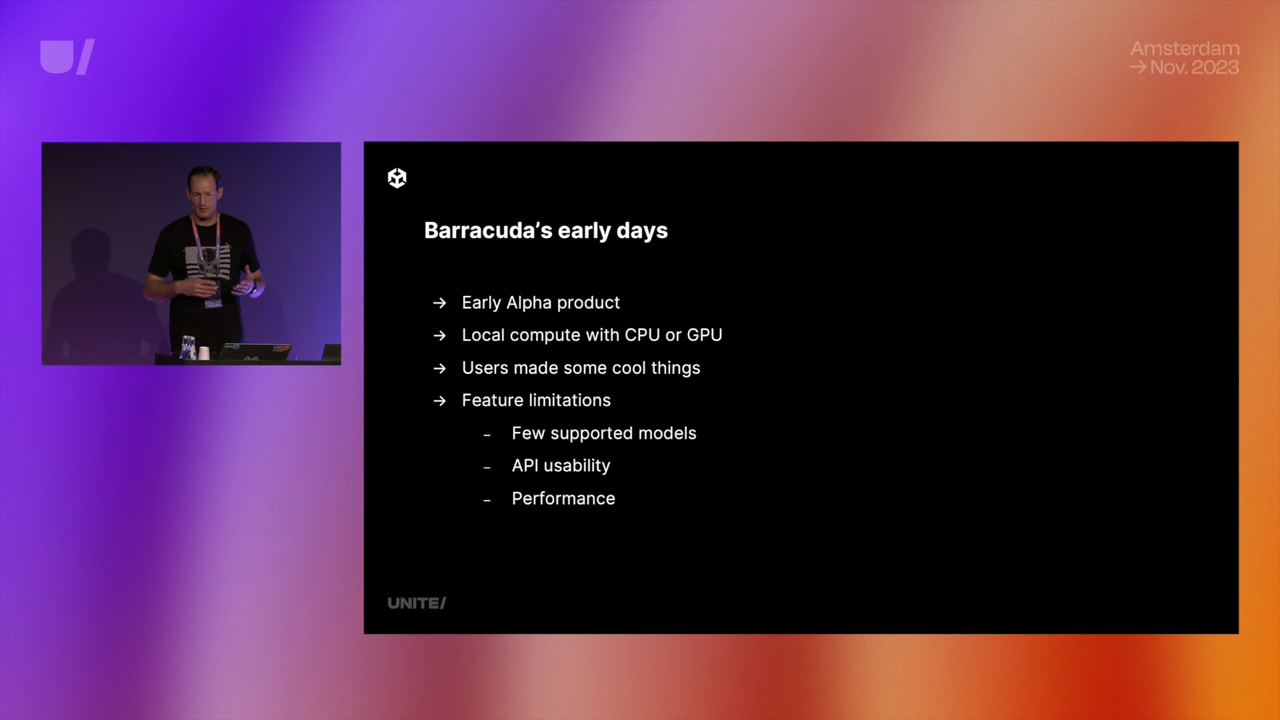 Amsterdam
→ Nov. 2023
Barracuda’s early days
→ Early Alpha product
→ Local compute with CPU or GPU
→ Users made some cool things
→ Feature limitations
– Few supported models
– API usability
– Performance
UNITE/